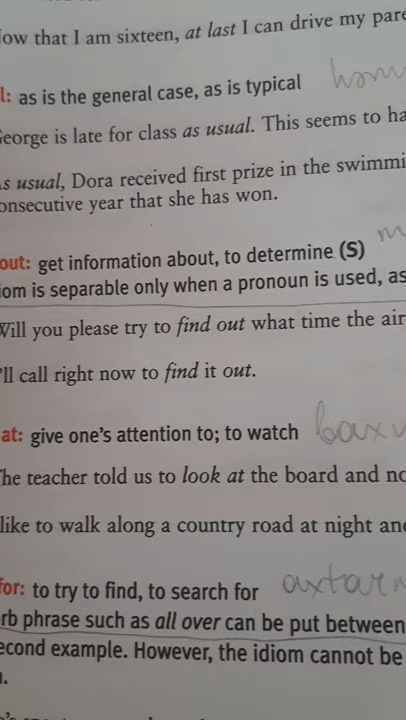 ow that I am sixteen, at last I can drive my pare
l: as is the general case, as is typical
George is late for class as usual. This seems to ha
s usual, Dora received first prize in the swimmi
onsecutive year that she has won.
out: get information about, to determine (S)
iom is separable only when a pronoun is used, as
Will you please try to find out what time the air
'll call right now to find it out.
at: give one's attention to; to watch
he teacher told us to look at the board and no
like to walk along a country road at night and
for: to try to find, to search for axtar
rb phrase such as all over can be put between
econd example. However, the idiom cannot be